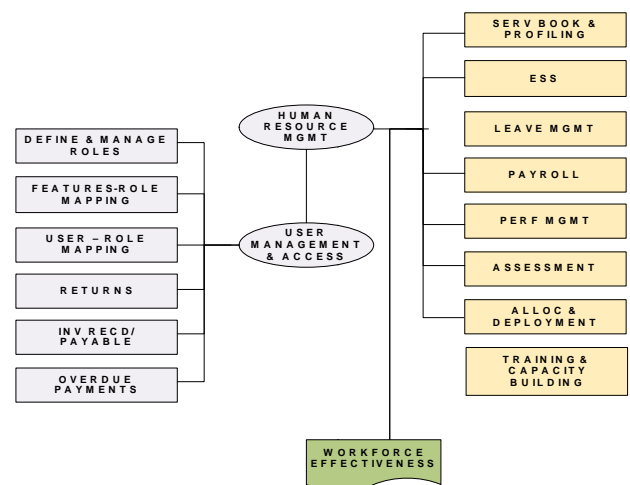 SERV BOOK &
PROFILING
ESS
HUMAN
RESOURCE
MGMT
LEAVE MGMT
DEFINE & MANAGE
ROLES
PAYROLL
FEATURES-ROLE
MAPPING
PERF MGMT
USER – ROLE
MAPPING
USER
MANAGEMENT
& ACCESS
ASSESSMENT
RETURNS
ALLOC &
DEPLOYMENT
INV RECD/
PAYABLE
TRAINING &
CAPACITY
BUILDING
OVERDUE
PAYMENTS
WORKFORCE
EFFECTIVENESS